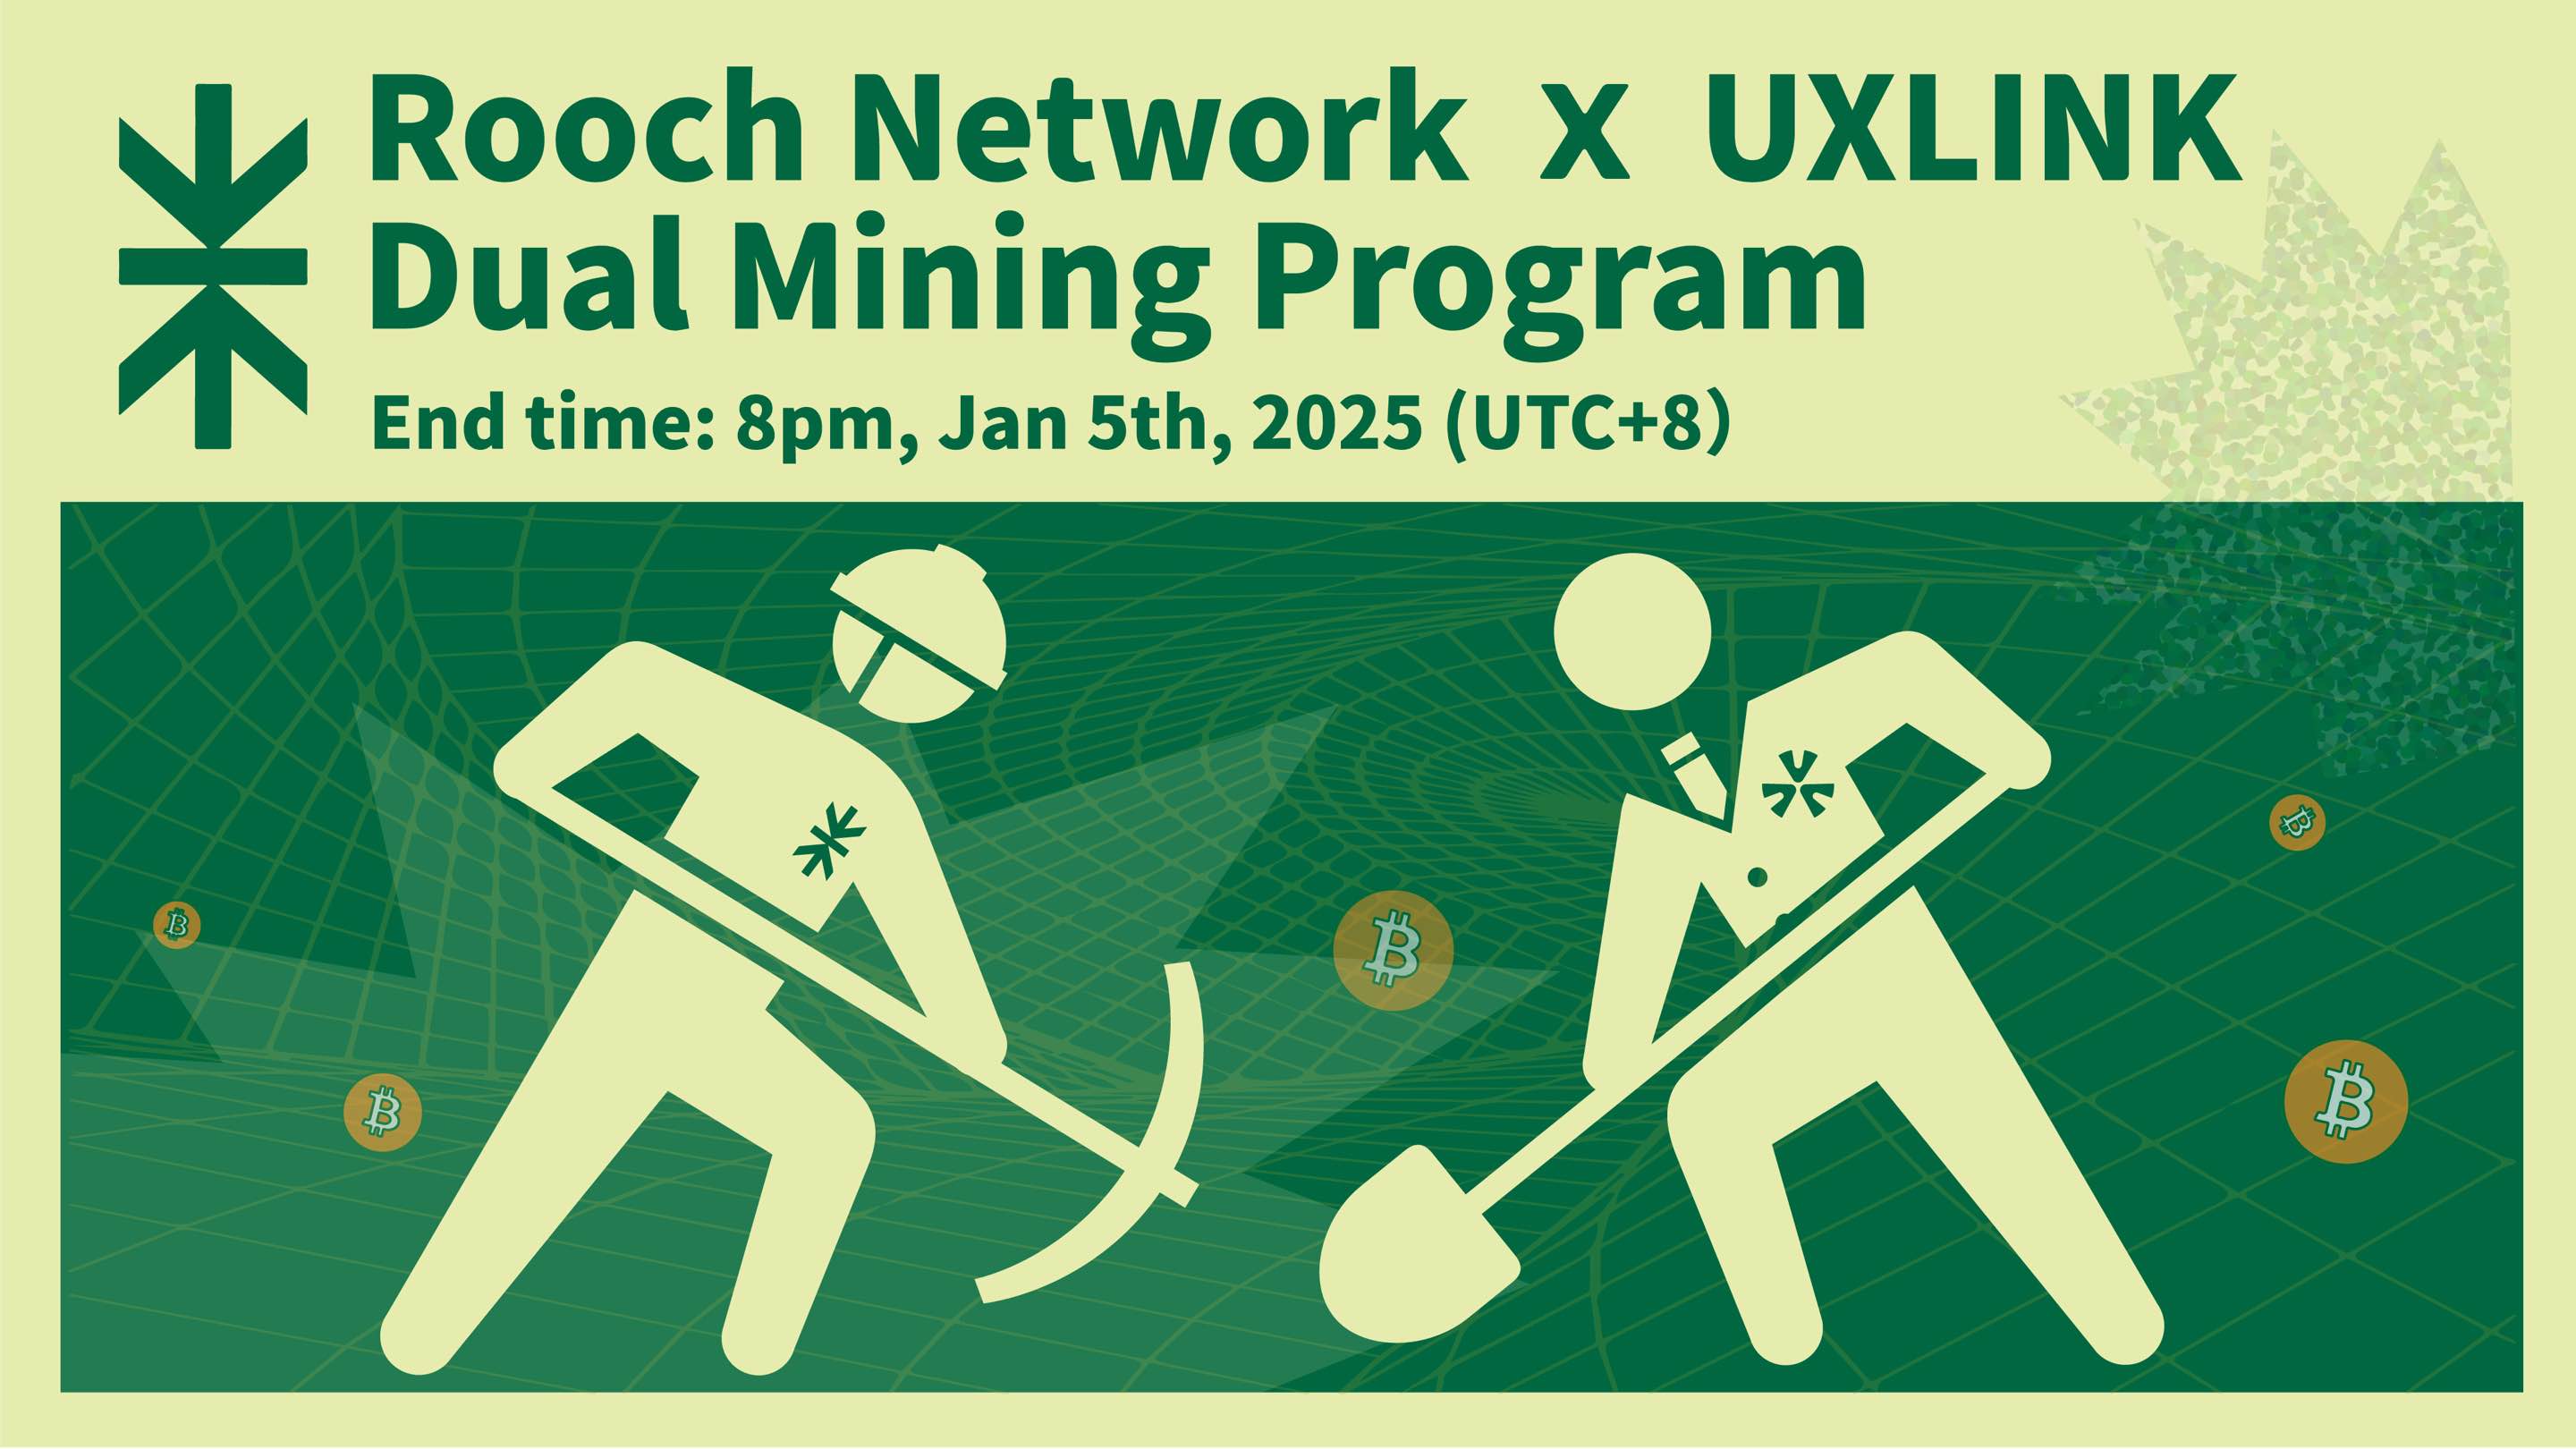 Rooch Network x UXLINK
Dual Mining Program
End time: 8pm, Jan 5th, 2025 (UTC+8）